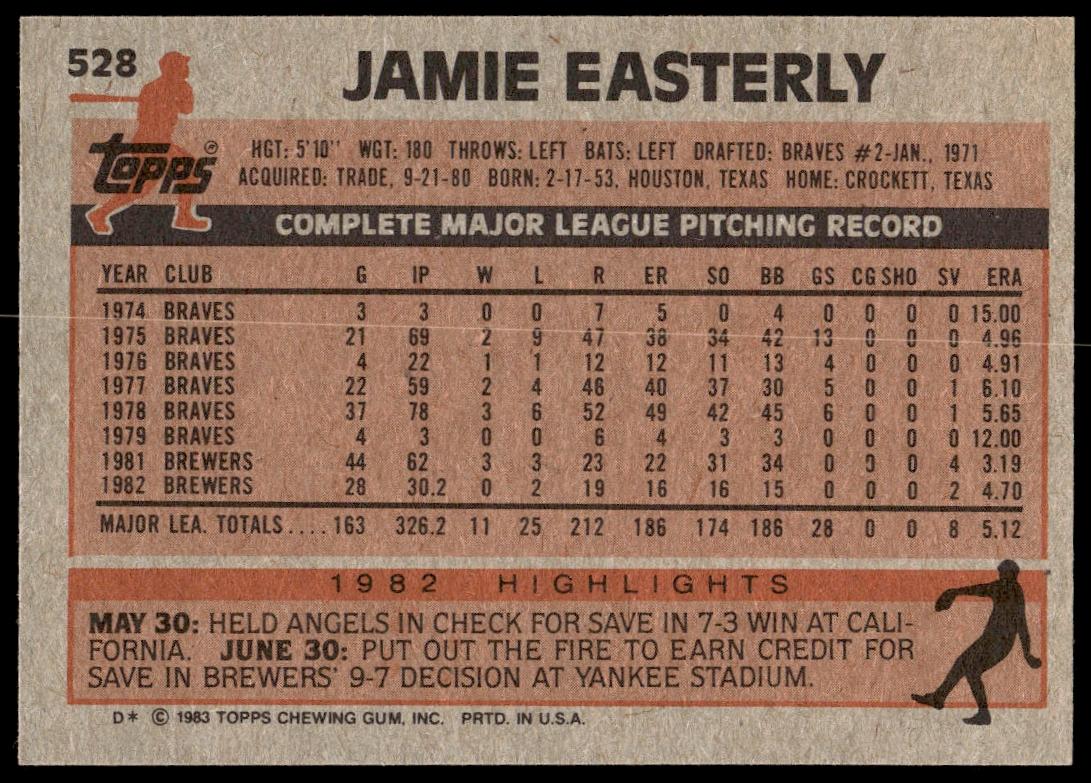 528
JAMIE EASTERLY
Topps
HGT: 5'10" WGT: 180 THROWS: LEFT BATS: LEFT DRAFTED: BRAVES #2-JAN., 1971
ACQUIRED: TRADE, 9-21-80 BORN: 2-17-53, HOUSTON, TEXAS HOME: CROCKETT, TEXAS
COMPLETE MAJOR LEAGUE PITCHING RECORD
YEAR CLUB G IP W L R ER SO BB GS CG SHO SV ERA
1974 BRAVES 3 3 0 0 7 5 0 4 0 0 0 0 15.00
1975 BRAVES 21 69 2 9 47 38 34 42 13 0 0 0 4.96
1976 BRAVES 4 22 1 1 12 12 11 13 4 0 0 0 4.91
1977 BRAVES 22 59 2 4 46 40 37 30 5 0 0 1 6.10
1978 BRAVES 37 78 3 6 52 49 42 45 6 0 0 1 5.65
1979 BRAVES 4 3 0 0 6 4 3 3 0 0 0 0 12.00
1981 BREWERS 44 62 3 3 23 22 31 34 0 0 0 4 3.19
1982 BREWERS 28 30.2 0 2 19 16 16 15 0 0 0 2 4.70
MAJOR LEA. TOTALS.... 163 326.2 11 25 212 186 174 186 28 0 0 8 5.12
1982 HIGHLIGHTS
MAY 30: HELD ANGELS IN CHECK FOR SAVE IN 7-3 WIN AT CALI-
FORNIA. JUNE 30: PUT OUT THE FIRE TO EARN CREDIT FOR
SAVE IN BREWERS' 9-7 DECISION AT YANKEE STADIUM.
D* © 1983 TOPPS CHEWING GUM, INC. PRTD. IN U.S.A.